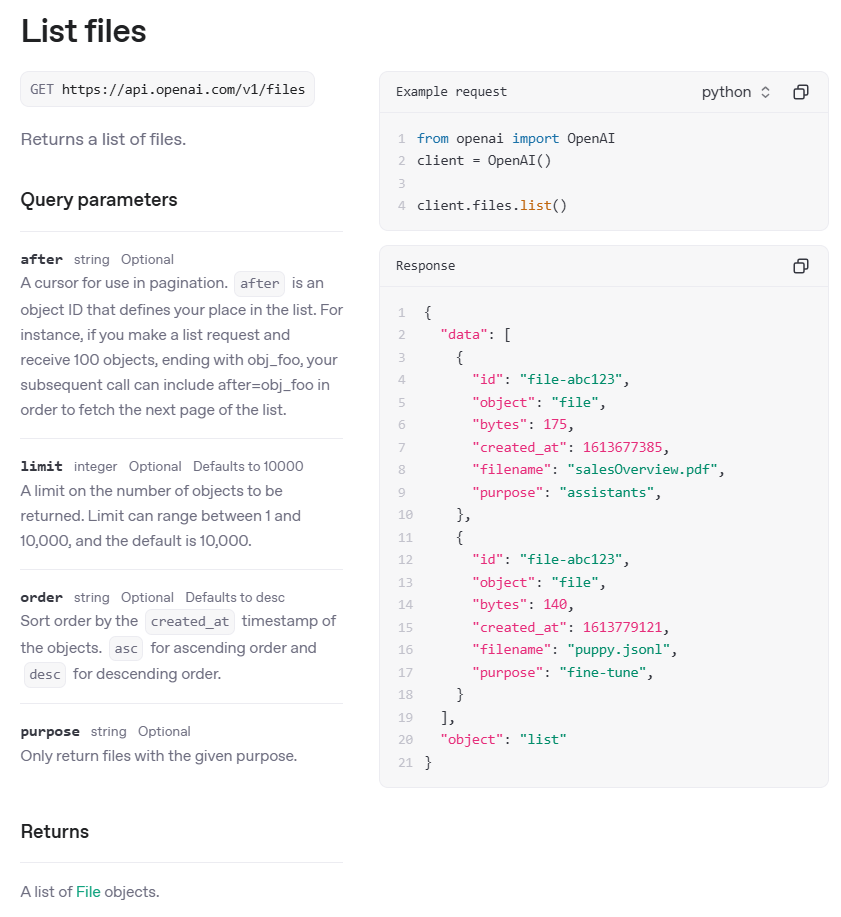 List files
GET https://api.openai.com/v1/files
Returns a list of files.
Query parameters
after string Optional
A cursor for use in pagination. after is an
object ID that defines your place in the list. For
instance, if you make a list request and
receive 100 objects, ending with obj_foo, your
subsequent call can include after=obj_foo in
order to fetch the next page of the list.
limit integer Optional Defaults to 10000
A limit on the number of objects to be
returned. Limit can range between 1 and
10,000, and the default is 10,000.
order string Optional Defaults to desc
Sort order by the created_at timestamp of
the objects. asc for ascending order and
desc for descending order.
purpose string Optional
Only return files with the given purpose.
Returns
A list of File objects.
Example request python
1 from openai import OpenAI
2 client = OpenAI()
3
4 client.files.list()
Response
1 {
2   "data": [
3     {
4       "id": "file-abc123",
5       "object": "file",
6       "bytes": 175,
7       "created_at": 1613677385,
8       "filename": "salesOverview.pdf",
9       "purpose": "assistants",
10     },
11     {
12       "id": "file-abc123",
13       "object": "file",
14       "bytes": 140,
15       "created_at": 1613779121,
16       "filename": "puppy.jsonl",
17       "purpose": "fine-tune",
18     }
19   ],
20   "object": "list"
21 }